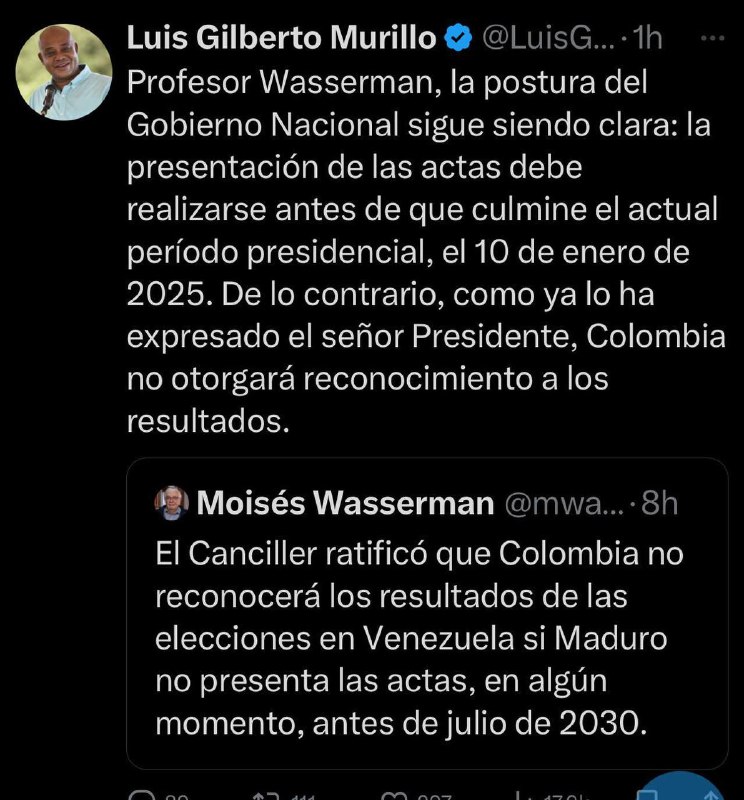 Luis Gilberto Murillo @LuisG... · 1h
Profesor Wasserman, la postura del
Gobierno Nacional sigue siendo clara: la
presentación de las actas debe
realizarse antes de que culmine el actual
período presidencial, el 10 de enero de
2025. De lo contrario, como ya lo ha
expresado el señor Presidente, Colombia
no otorgará reconocimiento a los
resultados.
Moisés Wasserman @mwa... · 8h
El Canciller ratificó que Colombia no
reconocerá los resultados de las
elecciones en Venezuela si Maduro
no presenta las actas, en algún
momento, antes de julio de 2030.